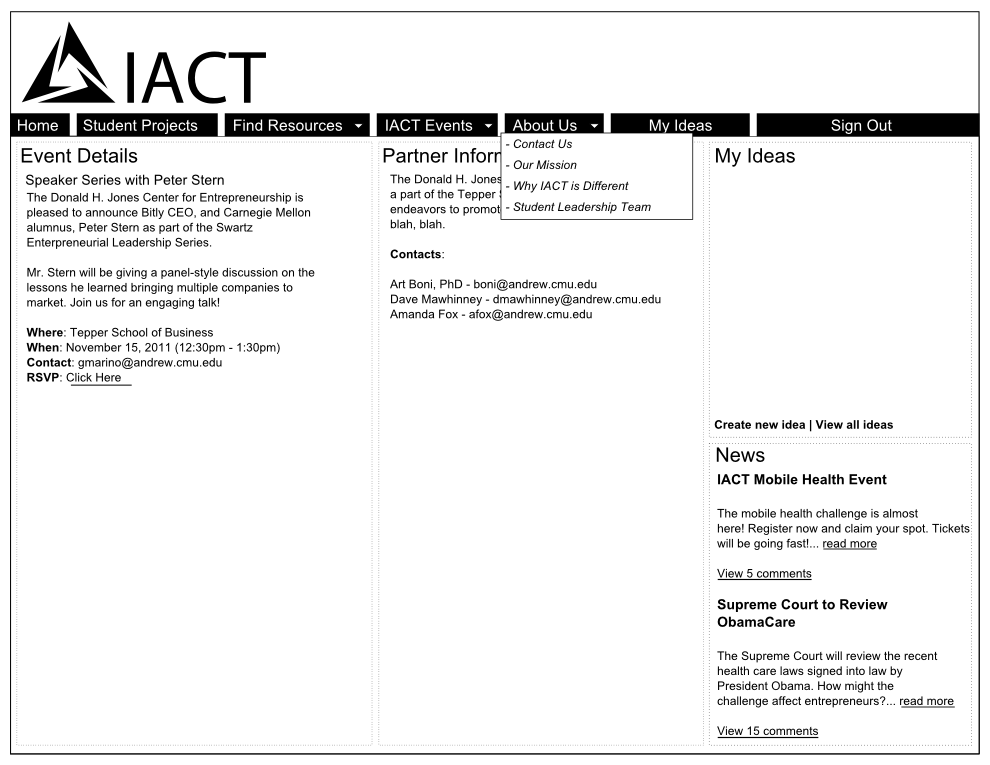 IACT
Home Student Projects Find Resources IACT Events About Us My Ideas Sign Out
- Contact Us
- Our Mission
- Why IACT is Different
- Student Leadership Team
Event Details
Speaker Series with Peter Stern
The Donald H. Jones Center for Entrepreneurship is
pleased to announce Bitly CEO, and Carnegie Mellon
alumnus, Peter Stern as part of the Swartz
Enterpreneurial Leadership Series.
Mr. Stern will be giving a panel-style discussion on the
lessons he learned bringing multiple companies to
market. Join us for an engaging talk!
Where: Tepper School of Business
When: November 15, 2011 (12:30pm - 1:30pm)
Contact: gmarino@andrew.cmu.edu
RSVP: Click Here
Partner Infor
The Donald H. Jones
a part of the Tepper
endeavors to promot
blah, blah.
Contacts:
Art Boni, PhD - boni@andrew.cmu.edu
Dave Mawhinney - dmawhinney@andrew.cmu.edu
Amanda Fox - afox@andrew.cmu.edu
My Ideas
Create new idea | View all ideas
News
IACT Mobile Health Event
The mobile health challenge is almost
here! Register now and claim your spot. Tickets
will be going fast!... read more
View 5 comments
Supreme Court to Review
ObamaCare
The Supreme Court will review the recent
health care laws signed into law by
President Obama. How might the
challenge affect entrepreneurs?... read more
View 15 comments